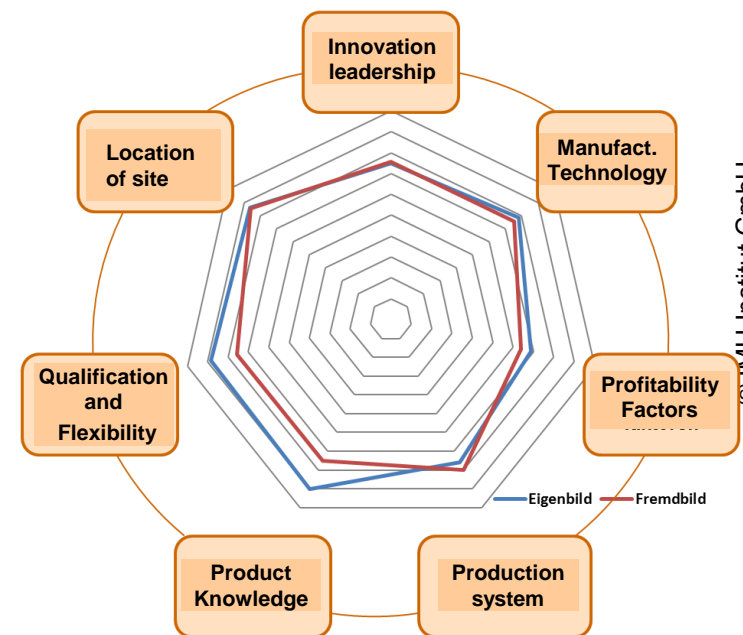 Innovation
leadership
Manufact.
Technology
Location
of site
Profitability
Factors
Qualification
and
Flexibility
Eigenbild
Fremdbild
Product
Knowledge
Production
system